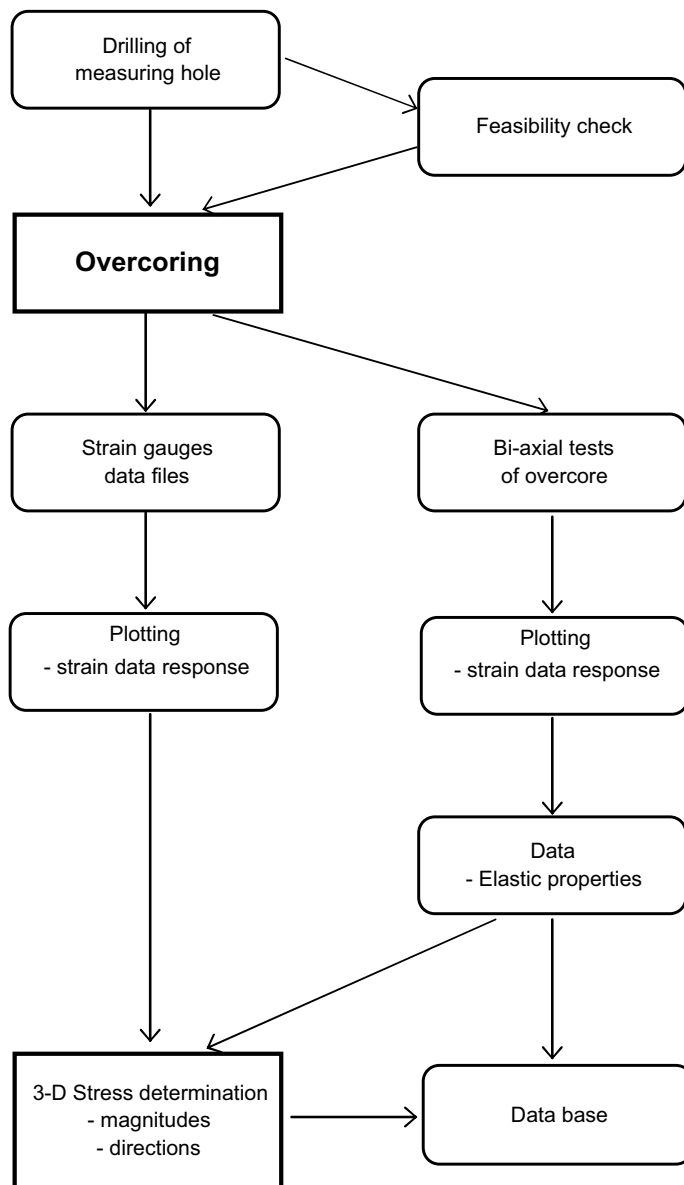 Drilling of
measuring hole
Feasibility check
Overcoring
Strain gauges
data files
Bi-axial tests
of overcore
Plotting
- strain data response
Plotting
- strain data response
Data
- Elastic properties
3-D Stress determination
- magnitudes
- directions
Data base